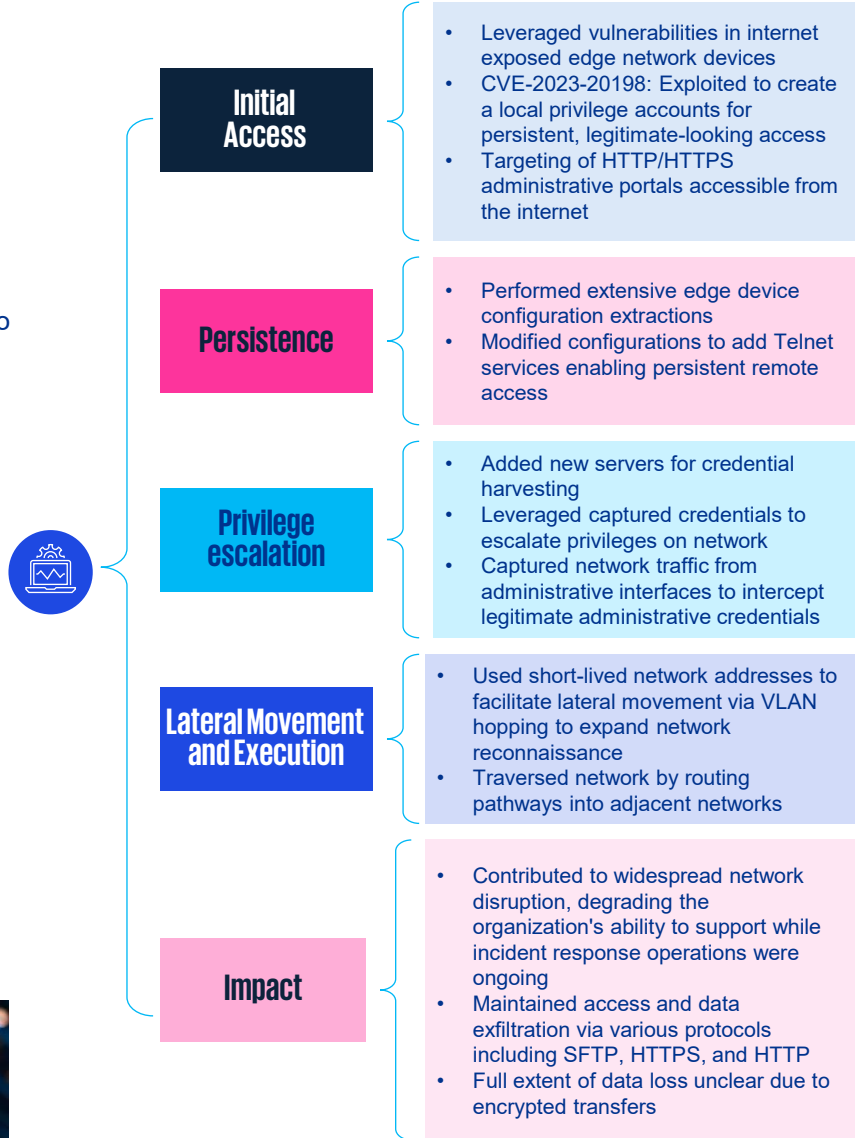 Initial
Access
• Leveraged vulnerabilities in internet
exposed edge network devices
• CVE-2023-20198: Exploited to create
a local privilege accounts for
persistent, legitimate-looking access
• Targeting of HTTP/HTTPS
administrative portals accessible from
the internet
o
Persistence
• Performed extensive edge device
configuration extractions
• Modified configurations to add Telnet
services enabling persistent remote
access
Privilege
escalation
• Added new servers for credential
harvesting
• Leveraged captured credentials to
escalate privileges on network
• Captured network traffic from
administrative interfaces to intercept
legitimate administrative credentials
Lateral Movement
and Execution
• Used short-lived network addresses to
facilitate lateral movement via VLAN
hopping to expand network
reconnaissance
• Traversed network by routing
pathways into adjacent networks
Impact
• Contributed to widespread network
disruption, degrading the
organization's ability to support while
incident response operations were
ongoing
• Maintained access and data
exfiltration via various protocols
including SFTP, HTTPS, and HTTP
• Full extent of data loss unclear due to
encrypted transfers